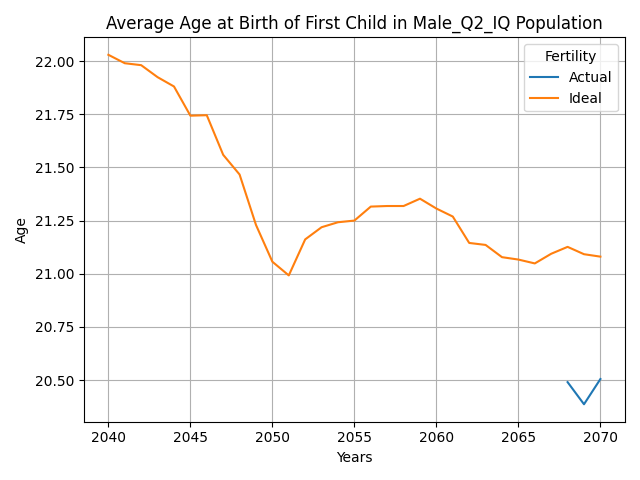 Average Age at Birth of First Child in Male_Q2_IQ Population
Fertility
Actual
Ideal
Age
22.00
21.75
21.50
21.25
21.00
20.75
20.50
2040 2045 2050 2055 2060 2065 2070
Years